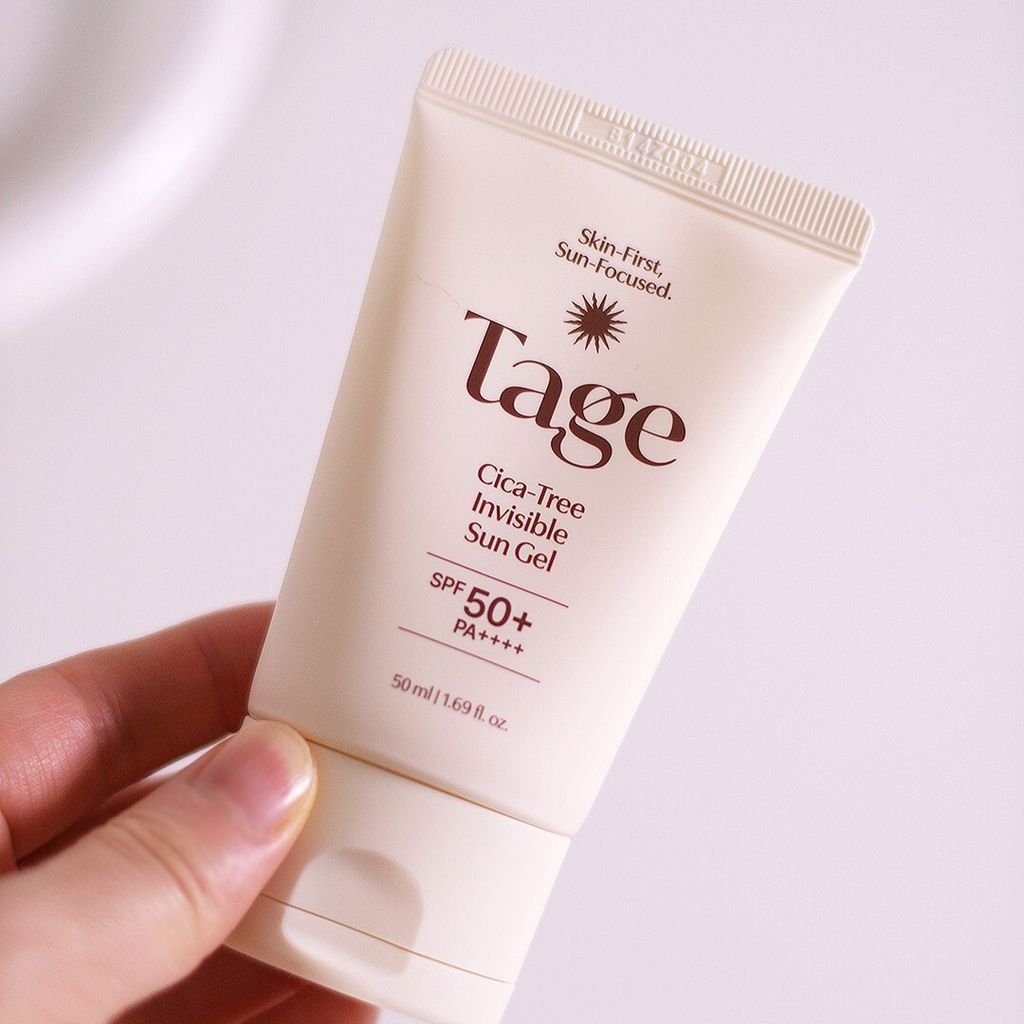 B14Z004
Skin-First,
Sun-Focused.
Tage
Cica-Tree
Invisible
Sun Gel
SPF 50+
PA++++
50 ml | 1.69 fl. oz.